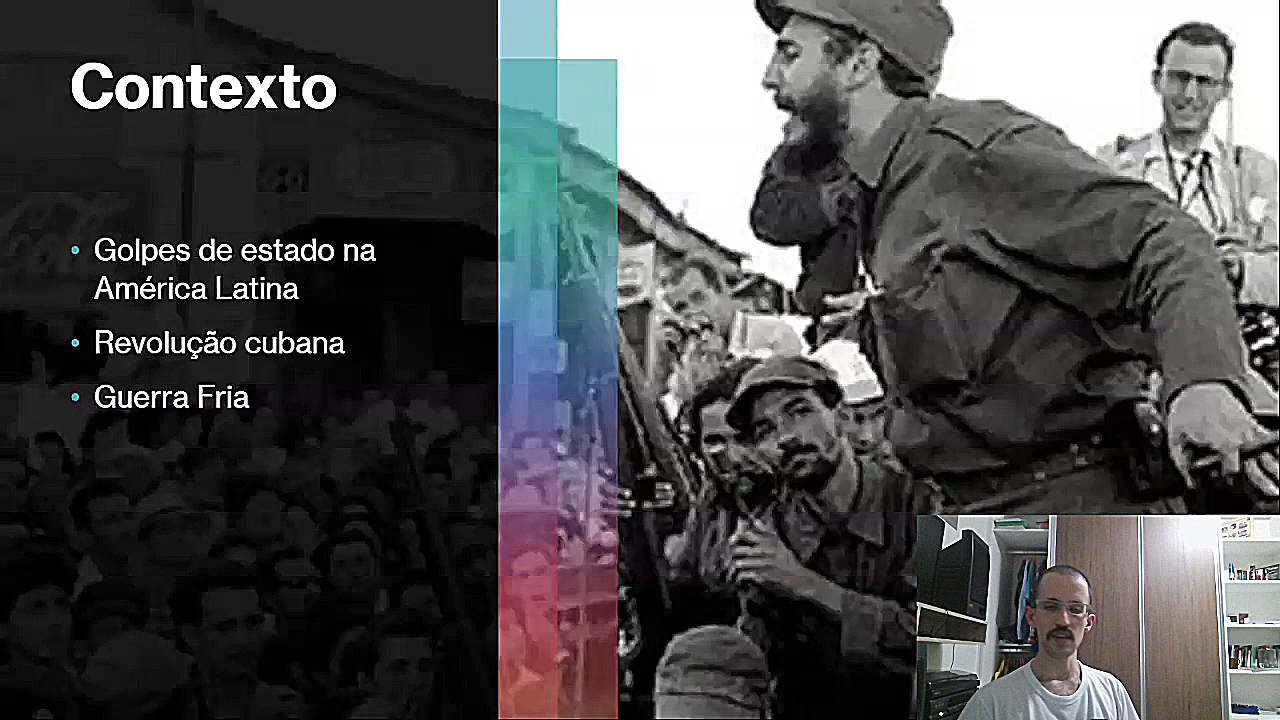 Contexto
• Golpes de estado na
América Latina
• Revolução cubana
• Guerra Fria